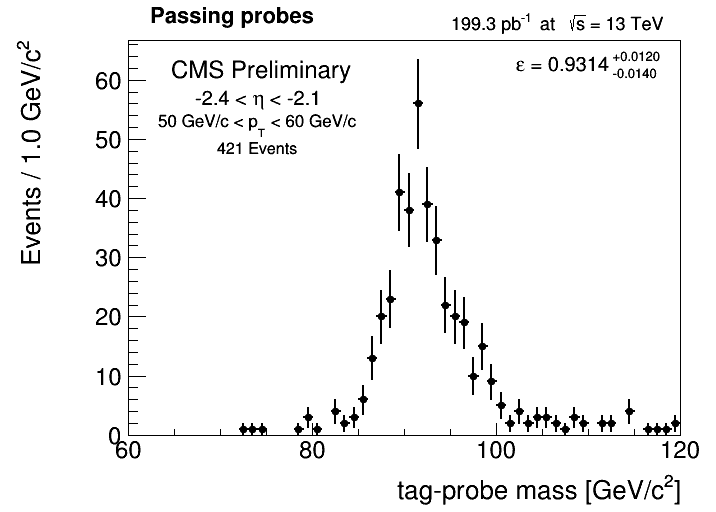 Passing probes
199.3 pb⁻¹ at √s = 13 TeV
CMS Preliminary
-2.4 < η < -2.1
50 GeV/c < p_T < 60 GeV/c
421 Events
ε = 0.9314 +0.0120 -0.0140
Events / 1.0 GeV/c²
60
50
40
30
20
10
0
60 80 100 120
tag-probe mass [GeV/c²]